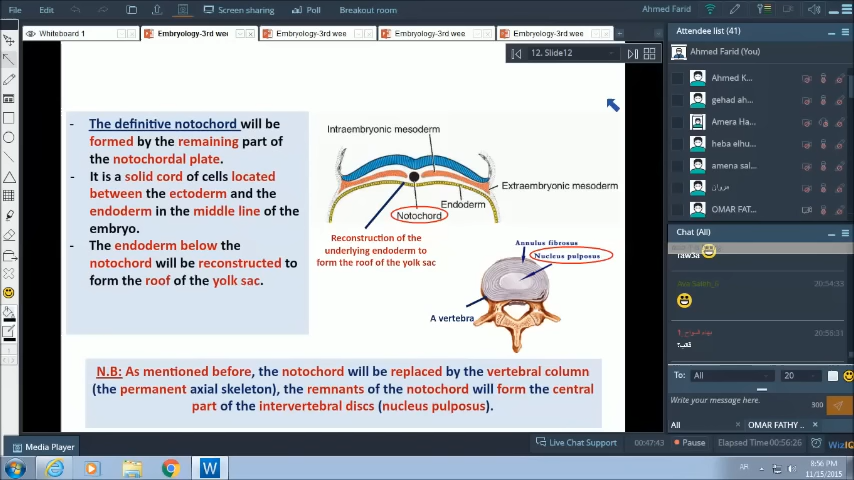 File
Edit
Screen sharing
Poll
Breakout room
Ahmed Farid
Whiteboard 1
Embryology-3rd wee
Embryology-3rd wee
Embryology-3rd wee
Embryology-3rd wee
12. Slide12
Attendee list (41)
Ahmed Farid (You)
Ahmed K...
gehad ah...
Amera Ha...
heba elhu...
amena sa...
مروان
OMAR FAT...
- The definitive notochord will be
formed by the remaining part of
the notochordal plate.
- It is a solid cord of cells located
between the ectoderm and the
endoderm in the middle line of the
embryo.
- The endoderm below the
notochord will be reconstructed to
form the roof of the yolk sac.
Intraembryonic mesoderm
Extraembryonic mesoderm
Endoderm
Notochord
Reconstruction of the
underlying endoderm to
form the roof of the yolk sac
Annulus fibrosus
Nucleus pulposus
A vertebra
N.B: As mentioned before, the notochord will be replaced by the vertebral column
(the permanent axial skeleton), the remnants of the notochord will form the central
part of the intervertebral discs (nucleus pulposus).
Chat (All)
raw3a
20:54:33
20:56:31
To:
All
20
Write your message here.
300
All
OMAR FATHY ...
Media Player
Live Chat Support
00:47:43
Pause
Elapsed Time: 00:56:26
WizIQ
AR
8:56 PM
11/15/2015